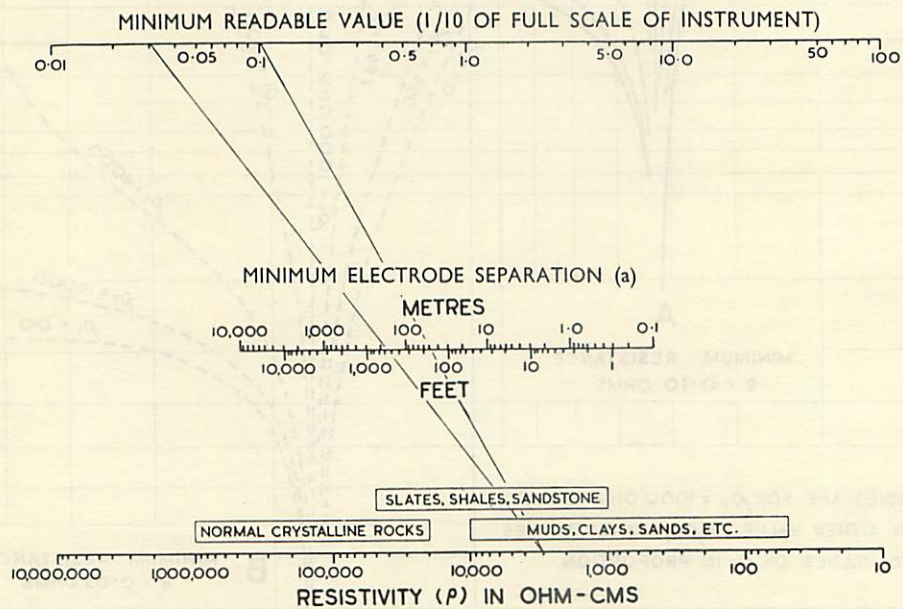 MINIMUM READABLE VALUE (1/10 OF FULL SCALE OF INSTRUMENT)
0·01 0·05 0·1 0·5 1·0 5·0 10·0 50 100
MINIMUM ELECTRODE SEPARATION (a)
METRES
10,000 1,000 100 10 1·0 0·1
10,000 1,000 100 10 1
FEET
SLATES, SHALES, SANDSTONE
NORMAL CRYSTALLINE ROCKS MUDS, CLAYS, SANDS, ETC.
10,000,000 1,000,000 100,000 10,000 1,000 100 10
RESISTIVITY (ρ) IN OHM-CMS